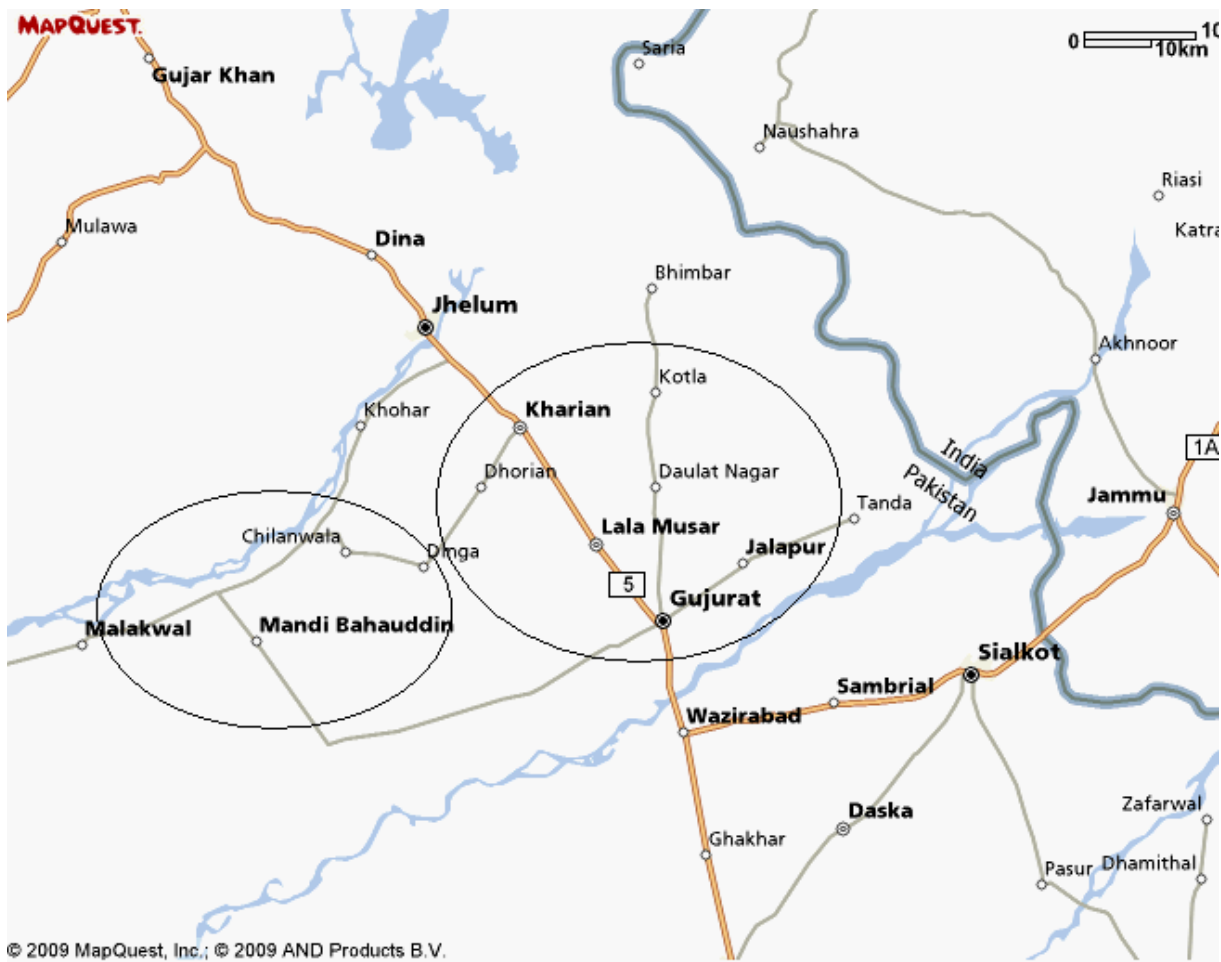 MAPQUEST.
0
10
10km
Saria
Gujar Khan
Naushahra
Riasi
Katra
Mulawa
Dina
Bhimbar
Jhelum
Akhnoor
Kotla
Khohar
Kharian
India
Pakistan
1A
Dhorian
Daulat Nagar
Jammu
Tanda
Chilanwala
Dinga
Lala Musar
Jalapur
5
Gujurat
Malakwal
Mandi Bahauddin
Sialkot
Sambrial
Wazirabad
Daska
Zafarwal
Ghakhar
Pasur
Dhamithal
© 2009 MapQuest, Inc.; © 2009 AND Products B.V.